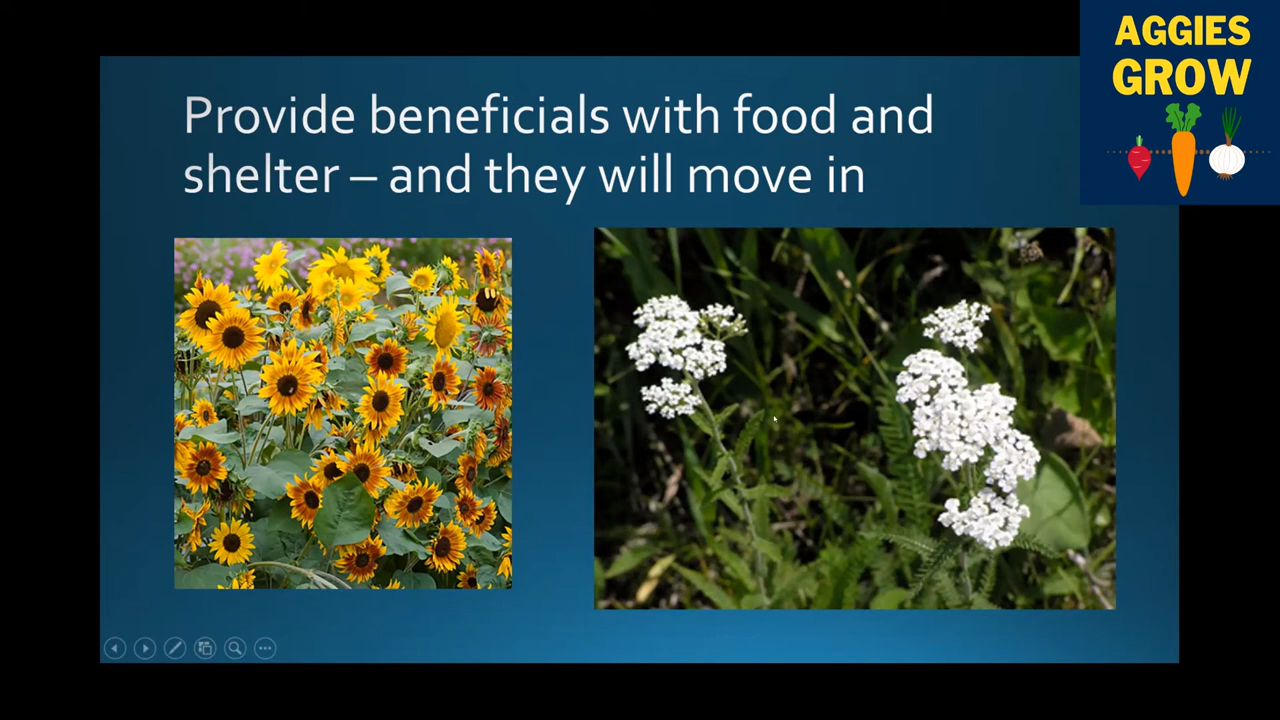 Provide beneficials with food and
shelter – and they will move in
AGGIES
GROW